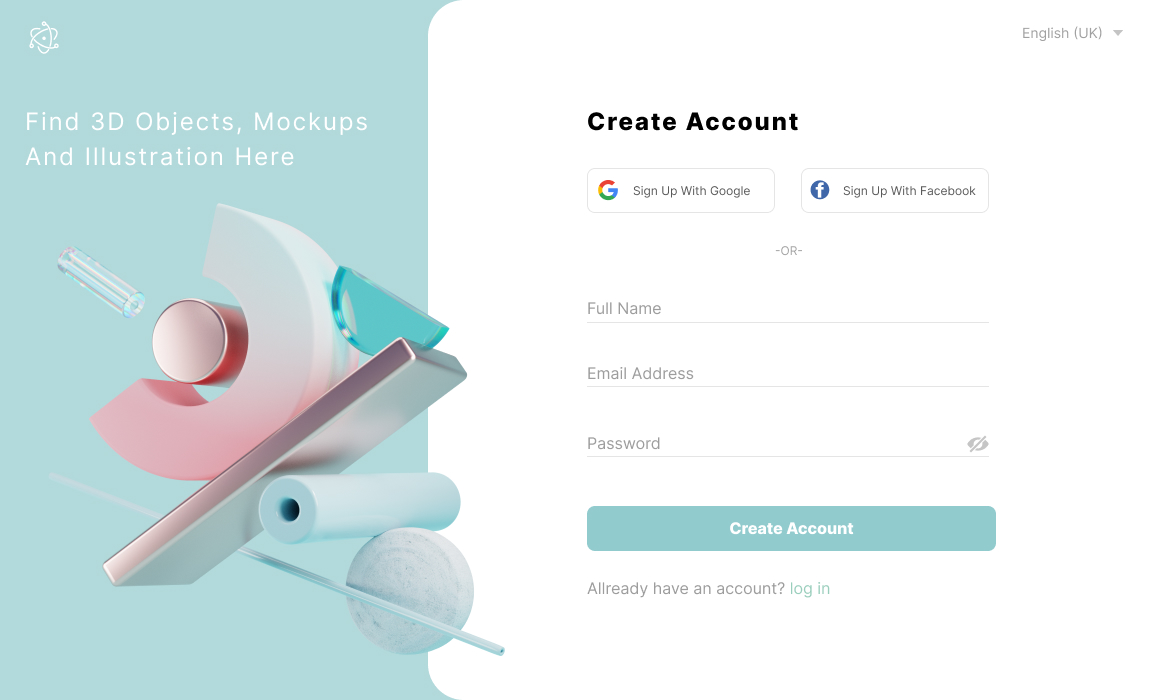 Find 3D Objects, Mockups
And Illustration Here
English (UK)
Create Account
Sign Up With Google
Sign Up With Facebook
-OR-
Full Name
Email Address
Password
Create Account
Allready have an account? log in